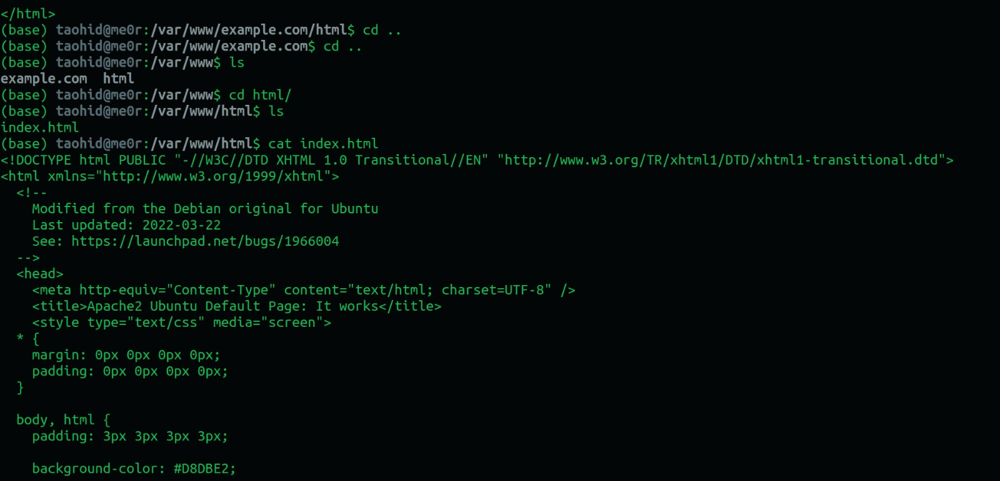 </html>
(base) taohid@me0r:/var/www/example.com/html$ cd ..
(base) taohid@me0r:/var/www/example.com$ cd ..
(base) taohid@me0r:/var/www$ ls
example.com  html
(base) taohid@me0r:/var/www$ cd html/
(base) taohid@me0r:/var/www/html$ ls
index.html
(base) taohid@me0r:/var/www/html$ cat index.html
<!DOCTYPE html PUBLIC "-//W3C//DTD XHTML 1.0 Transitional//EN" "http://www.w3.org/TR/xhtml1/DTD/xhtml1-transitional.dtd">
<html xmlns="http://www.w3.org/1999/xhtml">
  <!--
    Modified from the Debian original for Ubuntu
    Last updated: 2022-03-22
    See: https://launchpad.net/bugs/1966004
  -->
  <head>
    <meta http-equiv="Content-Type" content="text/html; charset=UTF-8" />
    <title>Apache2 Ubuntu Default Page: It works</title>
    <style type="text/css" media="screen">
  * {
    margin: 0px 0px 0px 0px;
    padding: 0px 0px 0px 0px;
  }

  body, html {
    padding: 3px 3px 3px 3px;

    background-color: #D8DBE2;